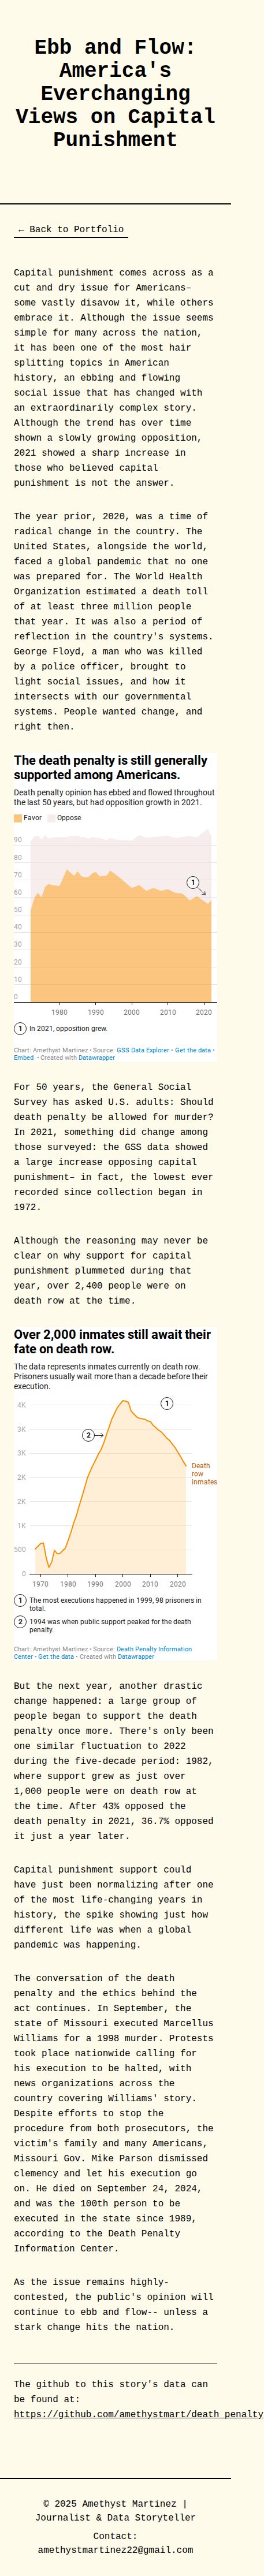 Ebb and Flow:
America's
Everchanging
Views on Capital
Punishment
← Back to Portfolio
Capital punishment comes across as a
cut and dry issue for Americans–
some vastly disavow it, while others
embrace it. Although the issue seems
simple for many across the nation,
it has been one of the most hair
splitting topics in American
history, an ebbing and flowing
social issue that has changed with
an extraordinarily complex story.
Although the trend has over time
shown a slowly growing opposition,
2021 showed a sharp increase in
those who believed capital
punishment is not the answer.
The year prior, 2020, was a time of
radical change in the country. The
United States, alongside the world,
faced a global pandemic that no one
was prepared for. The World Health
Organization estimated a death toll
of at least three million people
that year. It was also a period of
reflection in the country's systems.
George Floyd, a man who was killed
by a police officer, brought to
light social issues, and how it
intersects with our governmental
systems. People wanted change, and
right then.
The death penalty is still generally
supported among Americans.
Death penalty opinion has ebbed and flowed throughout
the last 50 years, but had opposition growth in 2021.
Favor Oppose
90
80
70
60
50
40
30
20
10
0
1
1980 1990 2000 2010 2020
1 In 2021, opposition grew.
Chart: Amethyst Martinez • Source: GSS Data Explorer • Get the data •
Embed • Created with Datawrapper
For 50 years, the General Social
Survey has asked U.S. adults: Should
death penalty be allowed for murder?
In 2021, something did change among
those surveyed: the GSS data showed
a large increase opposing capital
punishment– in fact, the lowest ever
recorded since collection began in
1972.
Although the reasoning may never be
clear on why support for capital
punishment plummeted during that
year, over 2,400 people were on
death row at the time.
Over 2,000 inmates still await their
fate on death row.
The data represents inmates currently on death row.
Prisoners usually wait more than a decade before their
execution.
4K
3K
3K
2K
2K
1K
500
0
1
2
Death
row
inmates
1970 1980 1990 2000 2010 2020
1 The most executions happened in 1999, 98 prisoners in
total.
2 1994 was when public support peaked for the death
penalty.
Chart: Amethyst Martinez • Source: Death Penalty Information
Center • Get the data • Created with Datawrapper
But the next year, another drastic
change happened: a large group of
people began to support the death
penalty once more. There's only been
one similar fluctuation to 2022
during the five-decade period: 1982,
where support grew as just over
1,000 people were on death row at
the time. After 43% opposed the
death penalty in 2021, 36.7% opposed
it just a year later.
Capital punishment support could
have just been normalizing after one
of the most life-changing years in
history, the spike showing just how
different life was when a global
pandemic was happening.
The conversation of the death
penalty and the ethics behind the
act continues. In September, the
state of Missouri executed Marcellus
Williams for a 1998 murder. Protests
took place nationwide calling for
his execution to be halted, with
news organizations across the
country covering Williams' story.
Despite efforts to stop the
procedure from both prosecutors, the
victim's family and many Americans,
Missouri Gov. Mike Parson dismissed
clemency and let his execution go
on. He died on September 24, 2024,
and was the 100th person to be
executed in the state since 1989,
according to the Death Penalty
Information Center.
As the issue remains highly-
contested, the public's opinion will
continue to ebb and flow-- unless a
stark change hits the nation.
The github to this story's data can
be found at:
https://github.com/amethystmart/death_penalty
© 2025 Amethyst Martinez |
Journalist & Data Storyteller
Contact:
amethystmartinez22@gmail.com